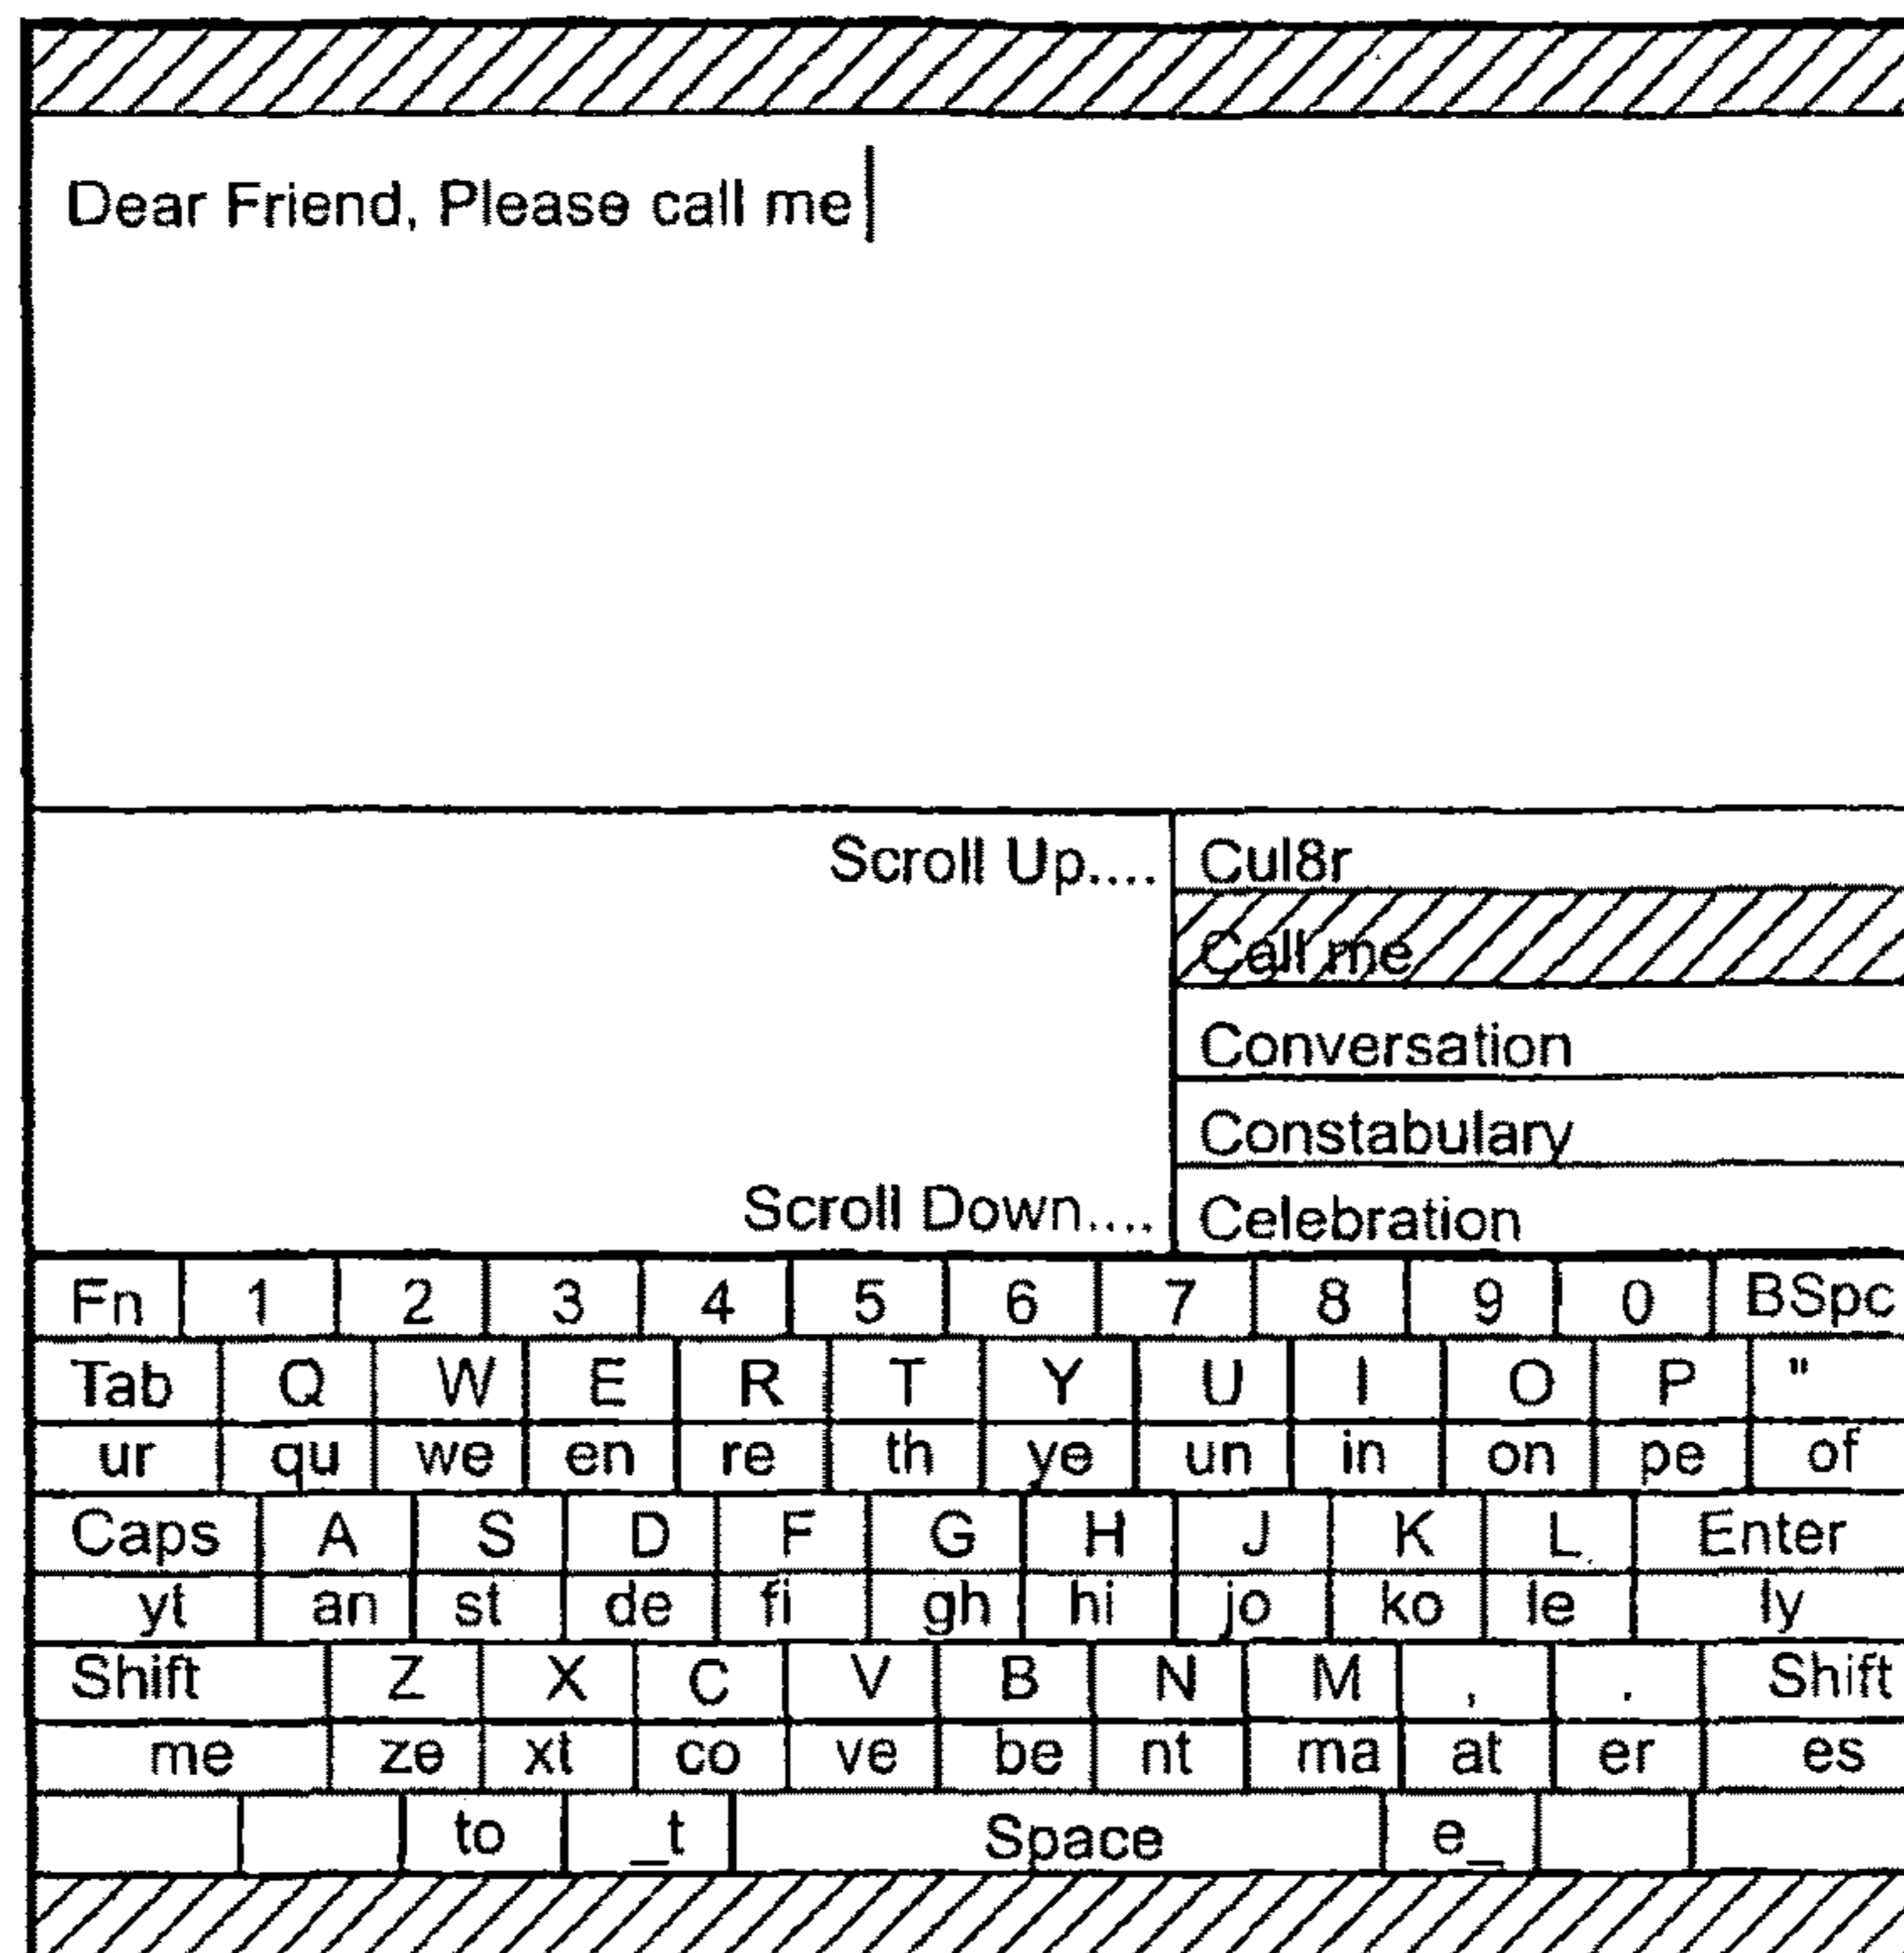 Dear Friend, Please call me
Scroll Up.... Cul8r
Call me
Conversation
Constabulary
Scroll Down.... Celebration
Fn 1 2 3 4 5 6 7 8 9 0 BSpc
Tab Q W E R T Y U I O P "
ur qu we en re th ye un in on pe of
Caps A S D F G H J K L Enter
yt an st de fi gh hi jo ko le ly
Shift Z X C V B N M , . Shift
me ze xt co ve be nt ma at er es
to _t Space e_